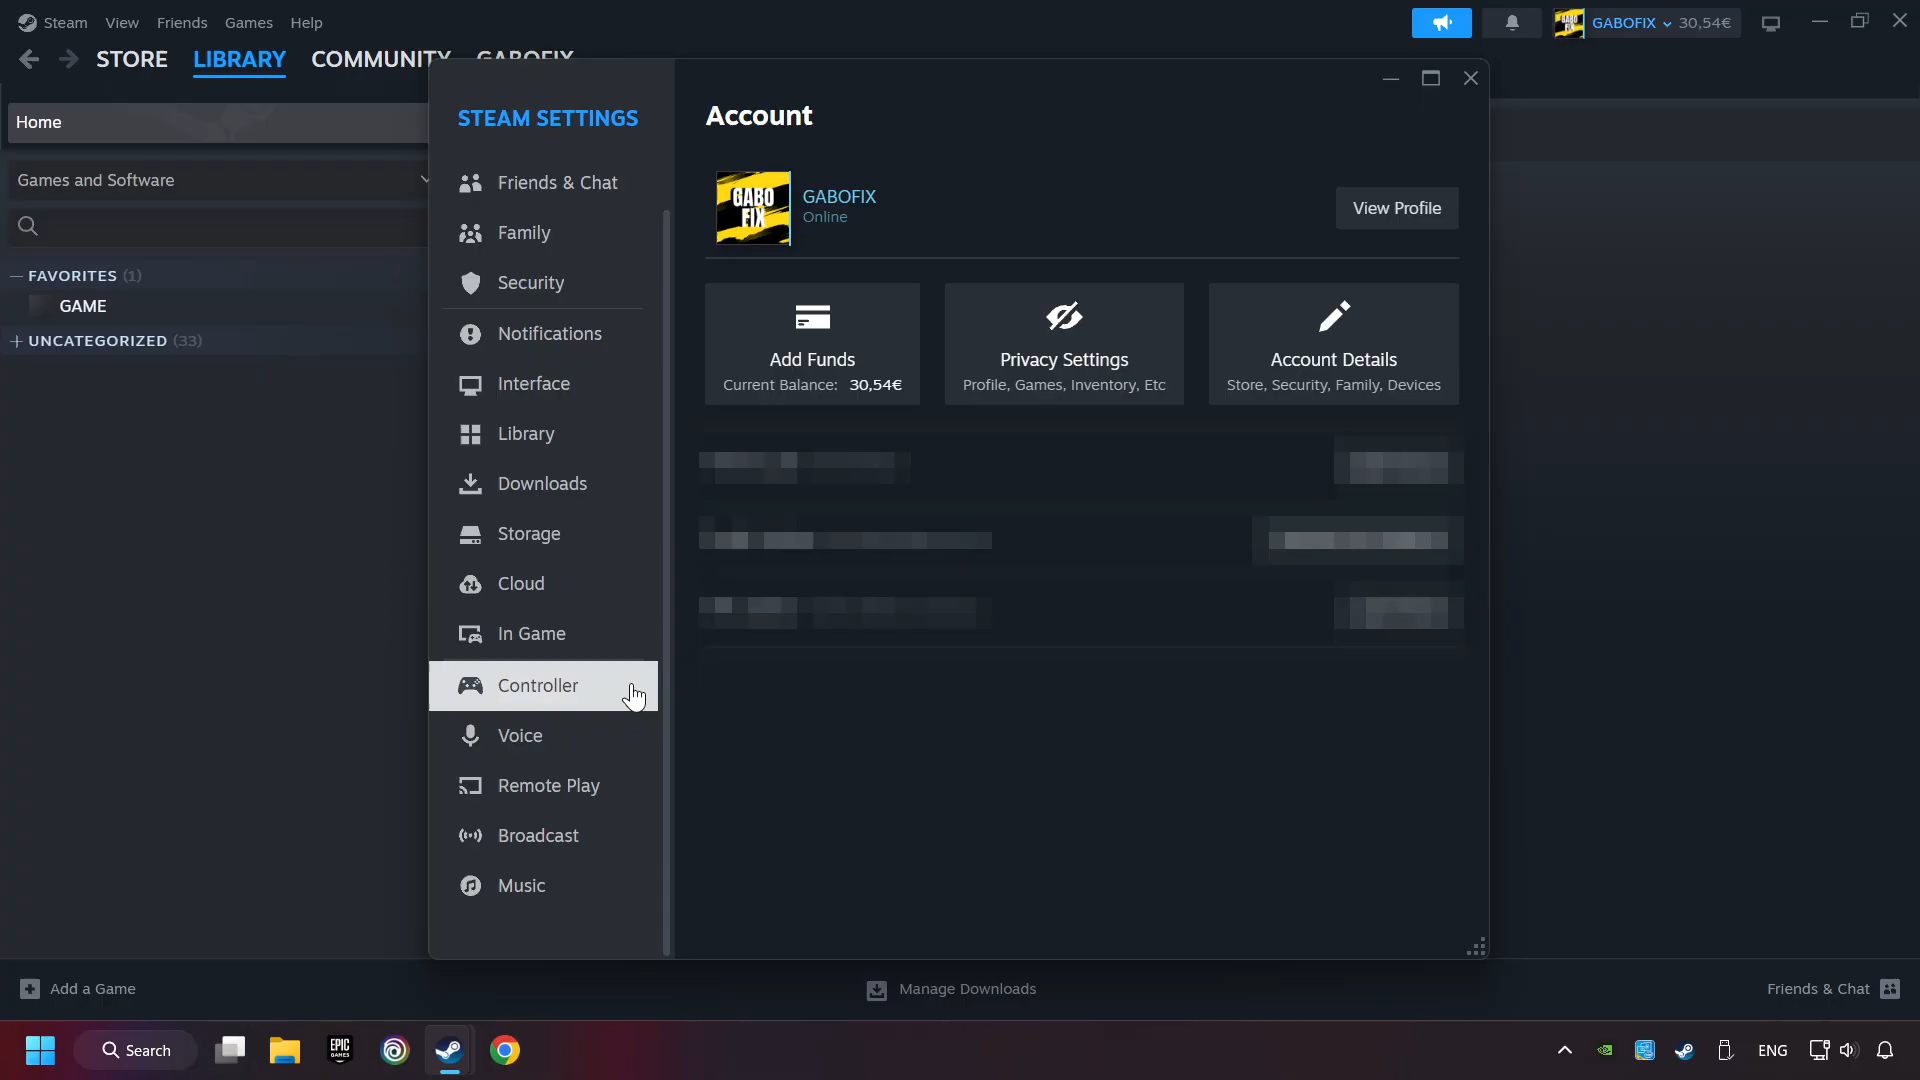 Steam View Friends Games Help
GABOFIX 30,54€
STORE LIBRARY COMMUNITY GABOFIX
Home
Games and Software
FAVORITES (1)
GAME
UNCATEGORIZED (33)
STEAM SETTINGS
Friends & Chat
Family
Security
Notifications
Interface
Library
Downloads
Storage
Cloud
In Game
Controller
Voice
Remote Play
Broadcast
Music
Account
GABO
FIX
GABOFIX
Online
View Profile
Add Funds
Current Balance: 30,54€
Privacy Settings
Profile, Games, Inventory, Etc
Account Details
Store, Security, Family, Devices
Add a Game
Manage Downloads
Friends & Chat
Search
EPIC
GAMES
ENG